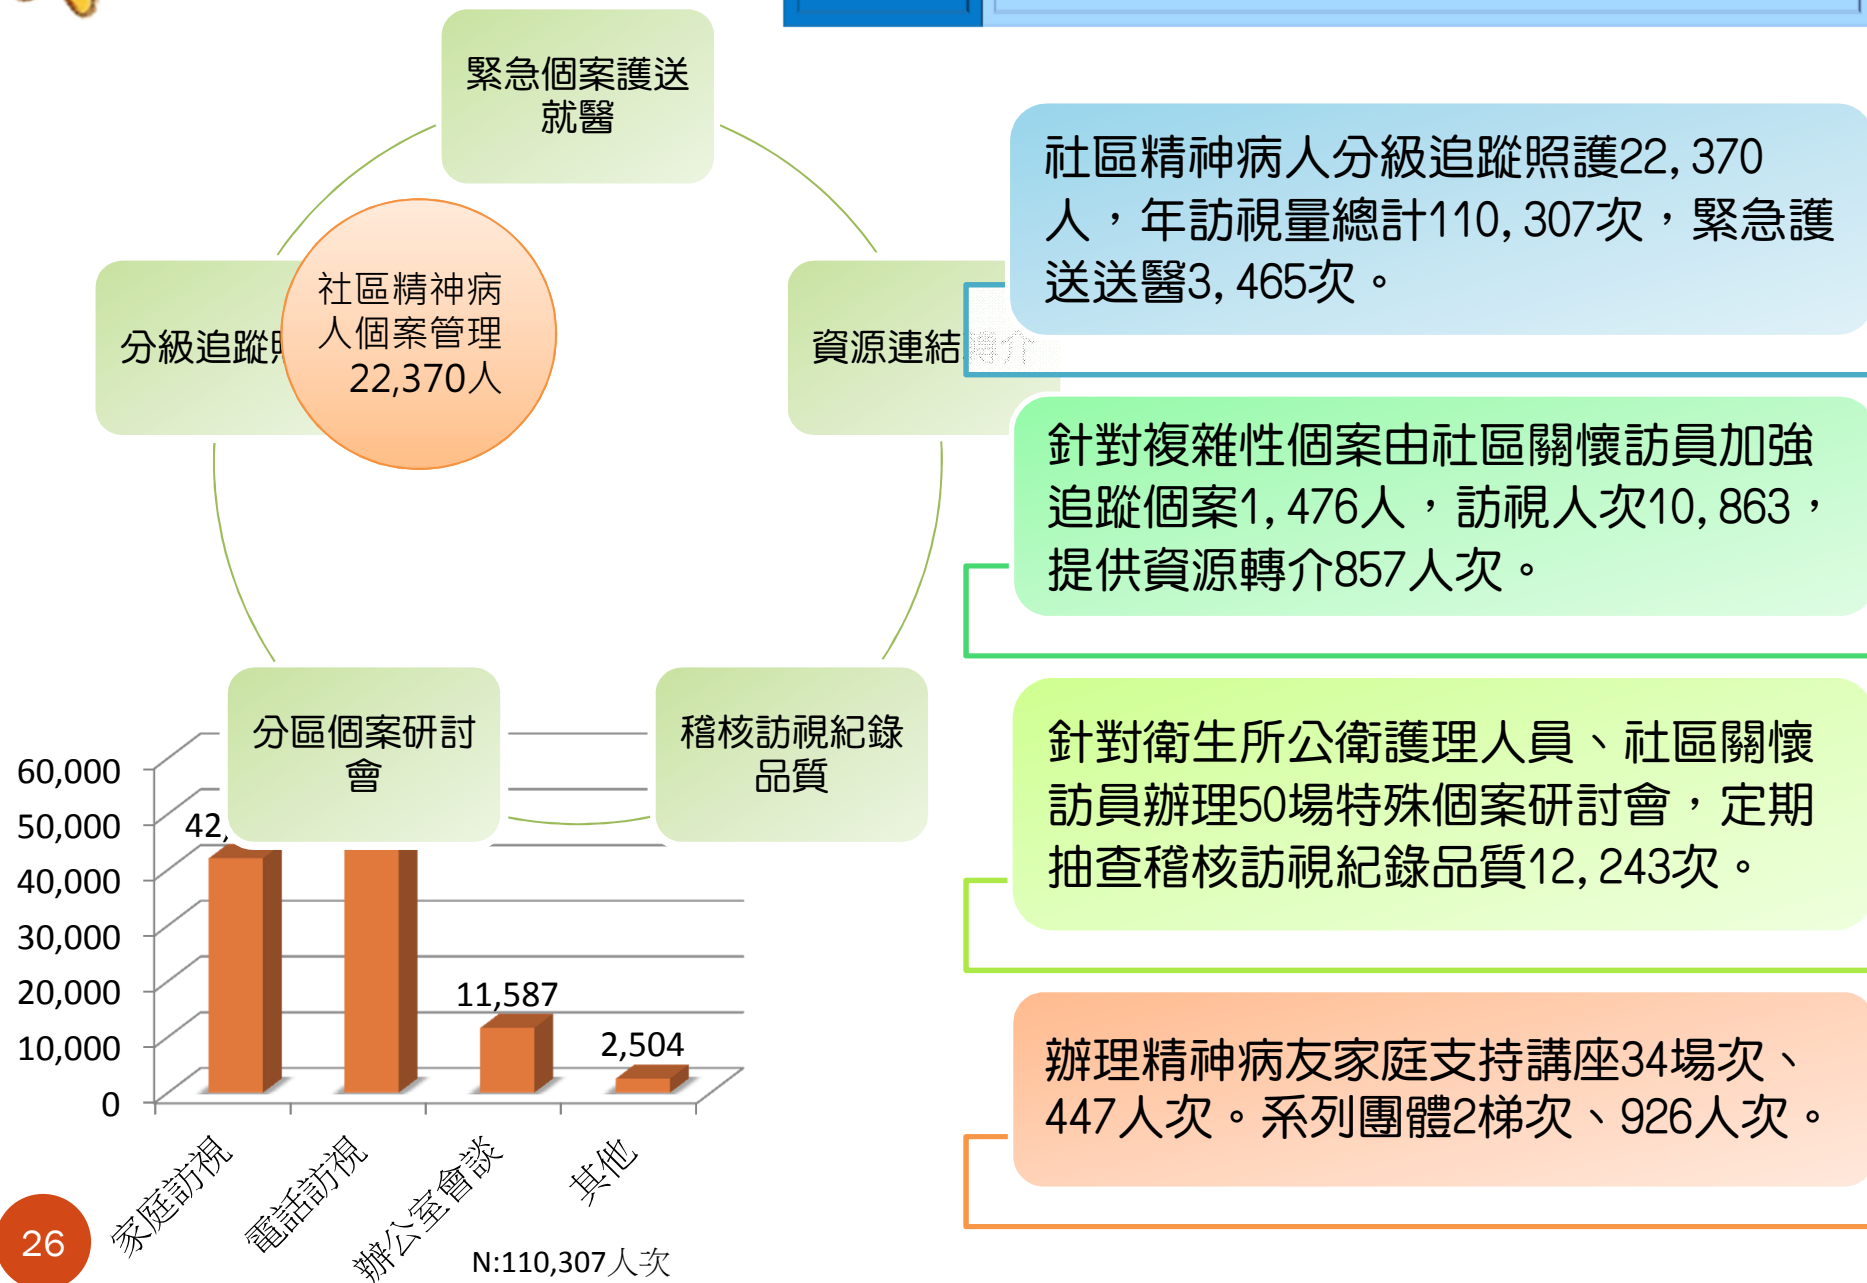 緊急個案護送
就醫
分級追蹤
社區精神病
人個案管理
22,370人
資源連結轉介
分區個案研討
會
稽核訪視紀錄
品質
60,000
50,000
40,000
30,000
20,000
10,000
0
42,
11,587
2,504
家庭訪視
電話訪視
辦公室會談
其他
N:110,307人次
26
社區精神病人分級追蹤照護22,370
人，年訪視量總計110,307次，緊急護
送送醫3,465次。
針對複雜性個案由社區關懷訪員加強
追蹤個案1,476人，訪視人次10,863，
提供資源轉介857人次。
針對衛生所公衛護理人員、社區關懷
訪員辦理50場特殊個案研討會，定期
抽查稽核訪視紀錄品質12,243次。
辦理精神病友家庭支持講座34場次、
447人次。系列團體2梯次、926人次。